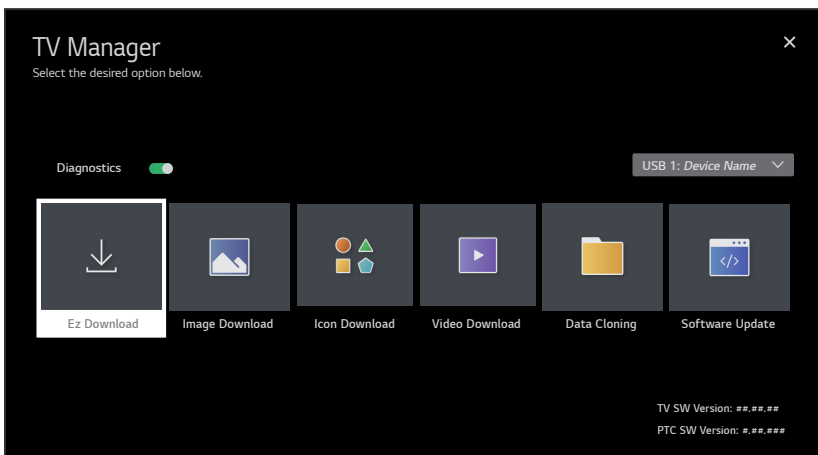 TV Manager
Select the desired option below.
Diagnostics
USB 1: Device Name
Ez Download
Image Download
Icon Download
Video Download
Data Cloning
Software Update
TV SW Version: ##.##.##
PTC SW Version: #.##.###